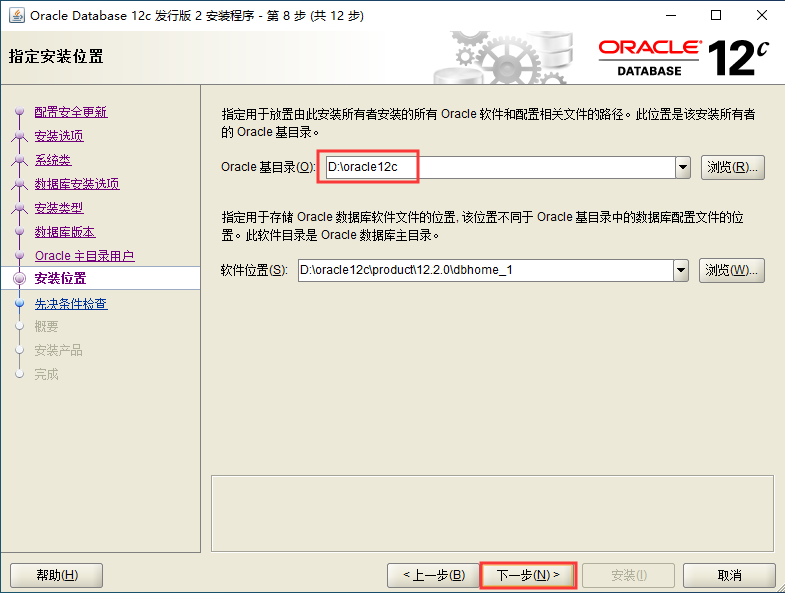 Oracle Database 12c 发行版 2 安装程序 - 第 8 步 (共 12 步)
指定安装位置
ORACLE®
DATABASE
12c
配置安全更新
安装选项
系统类
数据库安装选项
安装类型
数据库版本
Oracle 主目录用户
安装位置
先决条件检查
概要
安装产品
完成
指定用于放置由此安装所有者安装的所有 Oracle 软件和配置相关文件的路径。此位置是该安装所有者
的 Oracle 基目录。
Oracle 基目录(O): D:\oracle12c 浏览(R)...
指定用于存储 Oracle 数据库软件文件的位置, 该位置不同于 Oracle 基目录中的数据库配置文件的位
置。此软件目录是 Oracle 数据库主目录。
软件位置(S): D:\oracle12c\product\12.2.0\dbhome_1 浏览(W)...
帮助(H) < 上一步(B) 下一步(N) > 安装(I) 取消